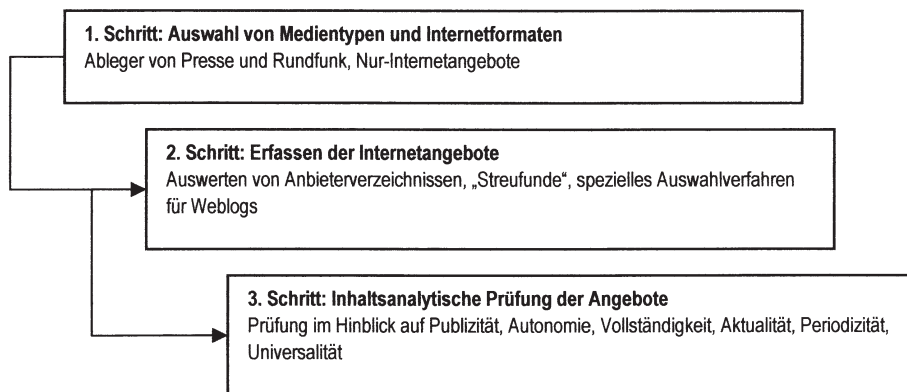 1. Schritt: Auswahl von Medientypen und Internetformaten
Ableger von Presse und Rundfunk, Nur-Internetangebote
2. Schritt: Erfassen der Internetangebote
Auswerten von Anbieterverzeichnissen, „Streufunde“, spezielles Auswahlverfahren
für Weblogs
3. Schritt: Inhaltsanalytische Prüfung der Angebote
Prüfung im Hinblick auf Publizität, Autonomie, Vollständigkeit, Aktualität, Periodizität,
Universalität